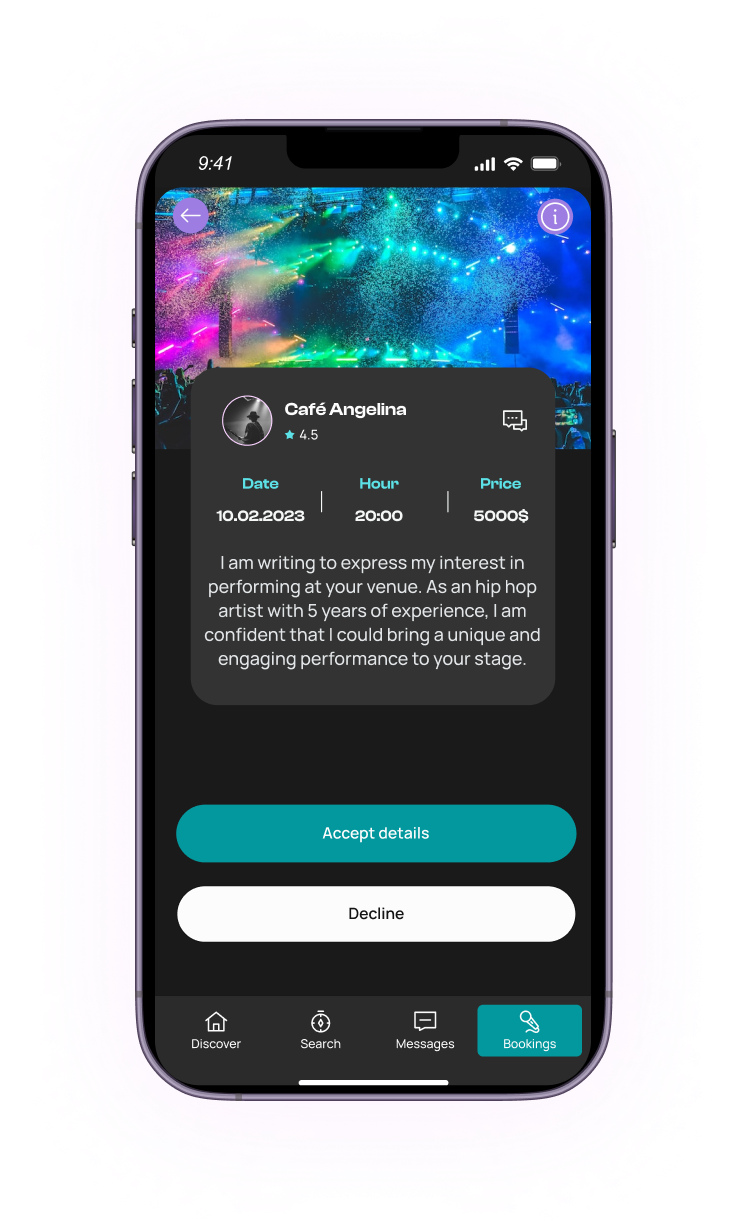 9:41
i
Café Angelina
4.5
Date
Hour
Price
10.02.2023
20:00
5000$
I am writing to express my interest in
performing at your venue. As an hip hop
artist with 5 years of experience, I am
confident that I could bring a unique and
engaging performance to your stage.
Accept details
Decline
Discover
Search
Messages
Bookings